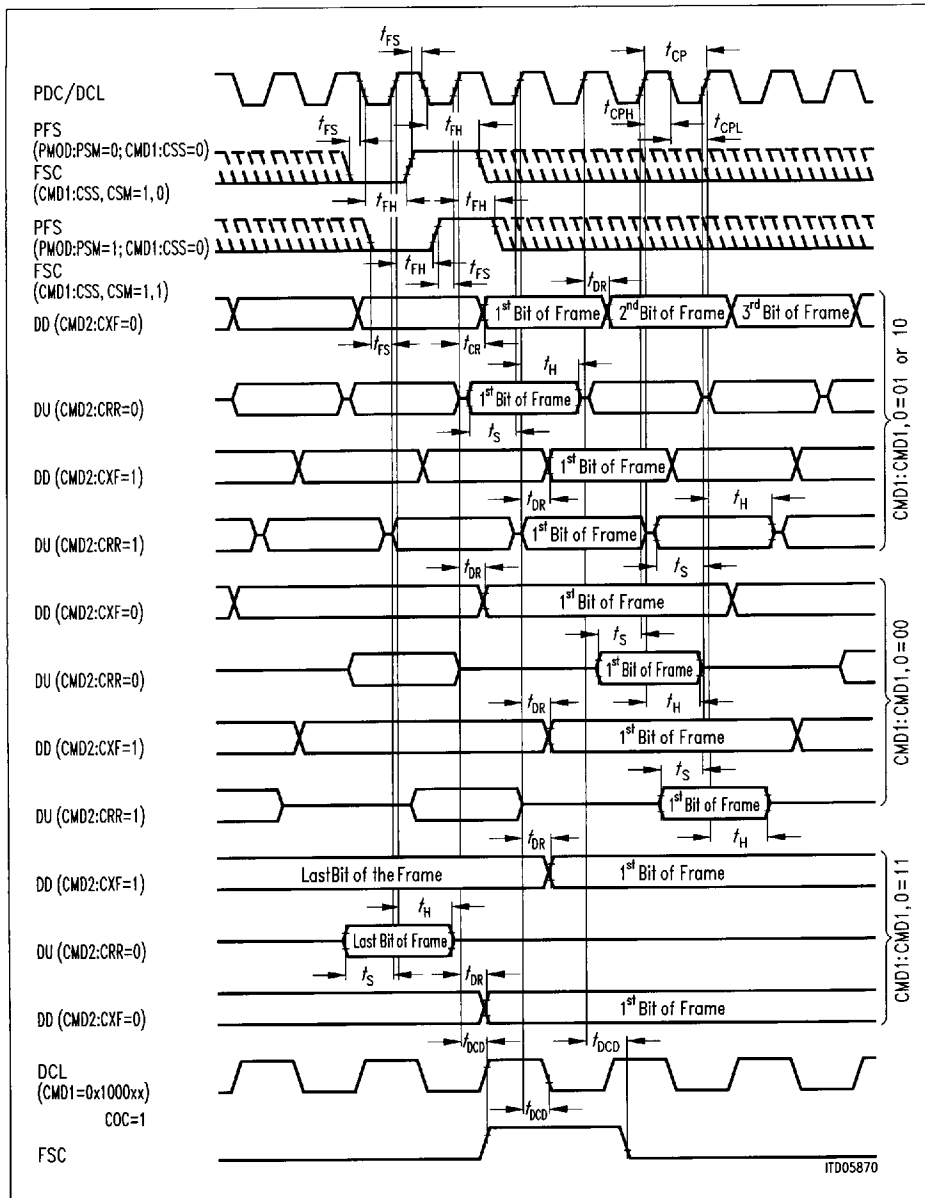 tFS
tCP
PDC/DCL
tCPH
tFS
tFH
tCPL
PFS
(PMOD:PSM=0; CMD1:CSS=0)
FSC
(CMD1:CSS, CSM=1,0)
tFH
tFH
PFS
(PMOD:PSM=1; CMD1:CSS=0)
FSC
(CMD1:CSS, CSM=1,1)
tFH
tFS
tDR
DD (CMD2:CXF=0)
1st Bit of Frame
2nd Bit of Frame
3rd Bit of Frame
tFS
tCR
tH
DU (CMD2:CRR=0)
1st Bit of Frame
tS
DD (CMD2:CXF=1)
1st Bit of Frame
tDR
tH
DU (CMD2:CRR=1)
1st Bit of Frame
tS
CMD1:CMD1,0=01 or 10
tDR
DD (CMD2:CXF=0)
1st Bit of Frame
tS
DU (CMD2:CRR=0)
1st Bit of Frame
tDR
tH
DD (CMD2:CXF=1)
1st Bit of Frame
tS
DU (CMD2:CRR=1)
1st Bit of Frame
tH
CMD1:CMD1,0=00
tDR
DD (CMD2:CXF=1)
Last Bit of the Frame
1st Bit of Frame
tH
DU (CMD2:CRR=0)
Last Bit of Frame
tS
tDR
DD (CMD2:CXF=0)
1st Bit of Frame
CMD1:CMD1,0=11
tDCD
tDCD
DCL
(CMD1=0x1000xx)
COC=1
tDCD
FSC
ITD05870